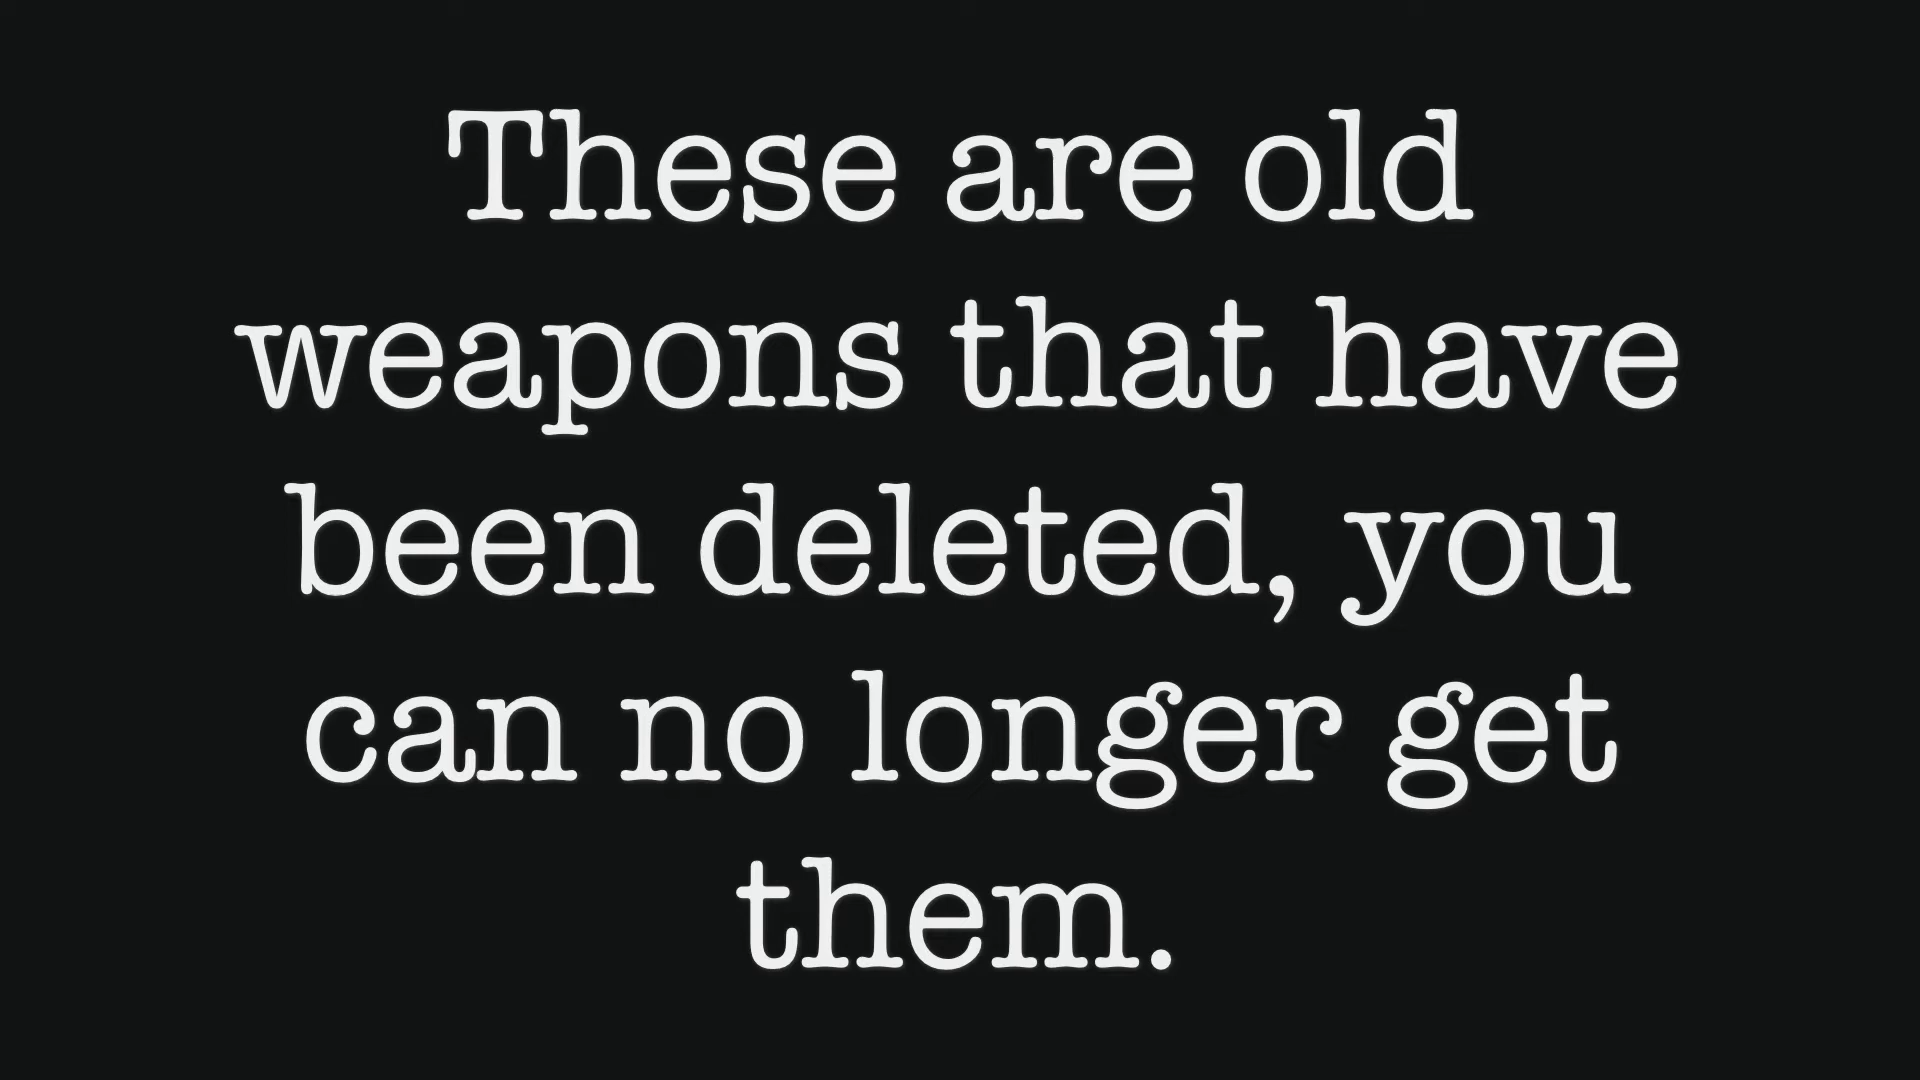 These are old
weapons that have
been deleted, you
can no longer get
them.